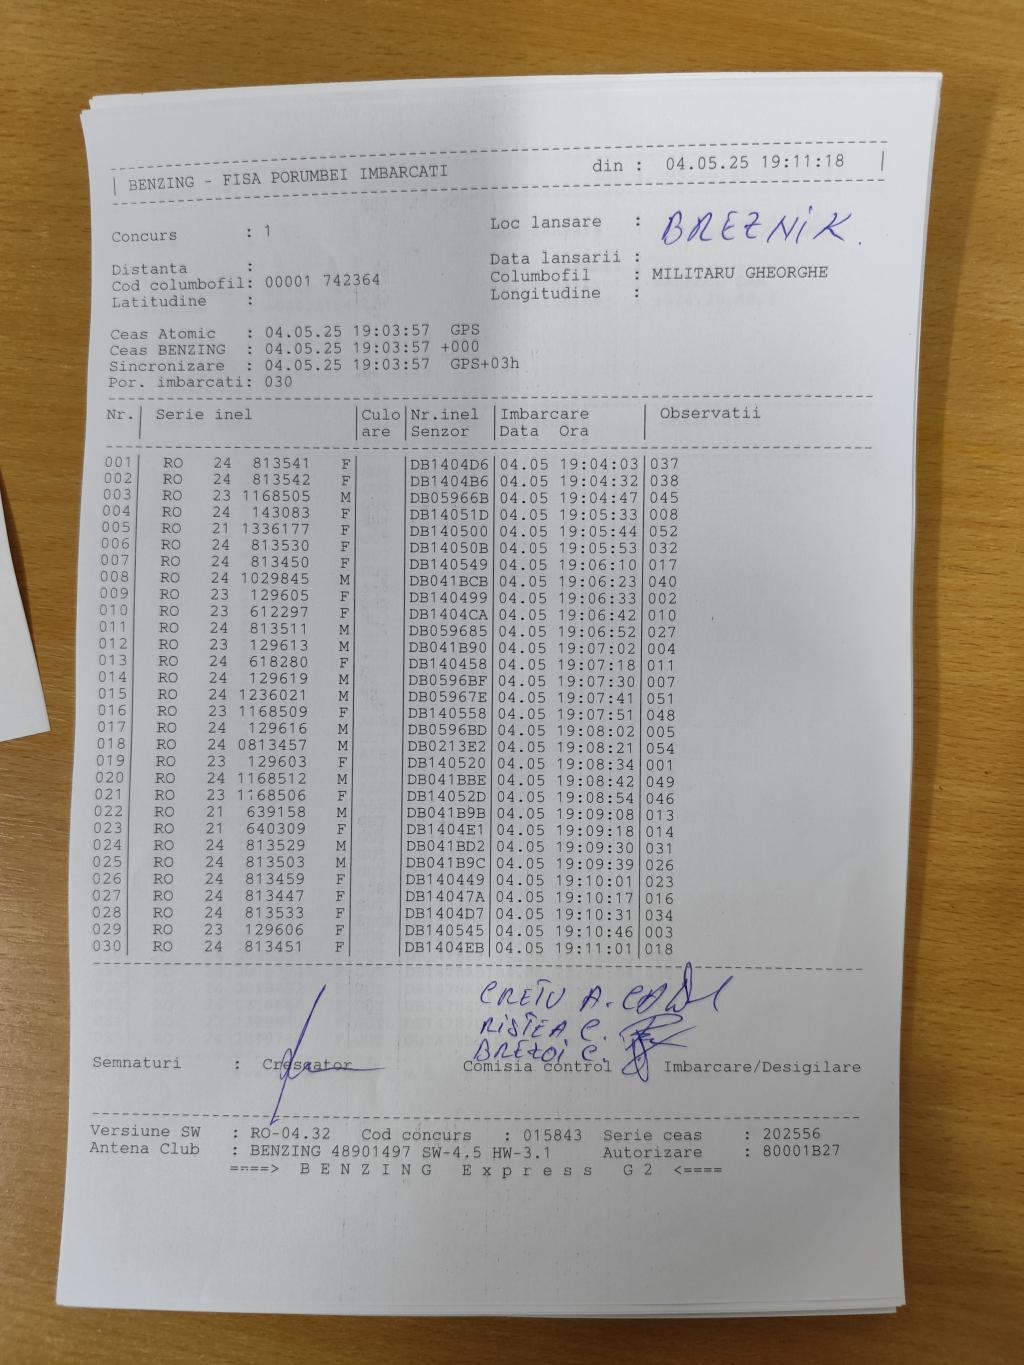 | BENZING - FISA PORUMBEI IMBARCATI din : 04.05.25 19:11:18 |
Loc lansare : BREZNIK.
Concurs : 1
Data lansarii :
Distanta :
Columbofil : MILITARU GHEORGHE
Cod columbofil: 00001 742364
Longitudine :
Latitudine :
Ceas Atomic : 04.05.25 19:03:57 GPS
Ceas BENZING : 04.05.25 19:03:57 +000
Sincronizare : 04.05.25 19:03:57 GPS+03h
Por. imbarcati: 030
Nr.| Serie inel |Culo|Nr.inel |Imbarcare | Observatii
|are |Senzor |Data Ora |
001 RO 24 813541 F DB1404D6 04.05 19:04:03 037
002 RO 24 813542 F DB1404B6 04.05 19:04:32 038
003 RO 23 1168505 M DB05966B 04.05 19:04:47 045
004 RO 24 143083 F DB14051D 04.05 19:05:33 008
005 RO 21 1336177 F DB140500 04.05 19:05:44 052
006 RO 24 813530 F DB14050B 04.05 19:05:53 032
007 RO 24 813450 F DB140549 04.05 19:06:10 017
008 RO 24 1029845 M DB041BCB 04.05 19:06:23 040
009 RO 23 129605 F DB140499 04.05 19:06:33 002
010 RO 23 612297 F DB1404CA 04.05 19:06:42 010
011 RO 24 813511 M DB059685 04.05 19:06:52 027
012 RO 23 129613 M DB041B90 04.05 19:07:02 004
013 RO 24 618280 F DB140458 04.05 19:07:18 011
014 RO 24 129619 M DB0596BF 04.05 19:07:30 007
015 RO 24 1236021 M DB05967E 04.05 19:07:41 051
016 RO 23 1168509 F DB140558 04.05 19:07:51 048
017 RO 24 129616 M DB0596BD 04.05 19:08:02 005
018 RO 24 0813457 M DB0213E2 04.05 19:08:21 054
019 RO 23 129603 F DB140520 04.05 19:08:34 001
020 RO 24 1168512 M DB041BBE 04.05 19:08:42 049
021 RO 23 1168506 F DB14052D 04.05 19:08:54 046
022 RO 21 639158 M DB041B9B 04.05 19:09:08 013
023 RO 21 640309 F DB1404E1 04.05 19:09:18 014
024 RO 24 813529 M DB041BD2 04.05 19:09:30 031
025 RO 24 813503 M DB041B9C 04.05 19:09:39 026
026 RO 24 813459 F DB140449 04.05 19:10:01 023
027 RO 24 813447 F DB14047A 04.05 19:10:17 016
028 RO 24 813533 F DB1404D7 04.05 19:10:31 034
029 RO 23 129606 F DB140545 04.05 19:10:46 003
030 RO 24 813451 F DB1404EB 04.05 19:11:01 018
CRETU A.
RISTEA C.
BREZOI C.
Semnaturi : Crescator Comisia control Imbarcare/Desigilare
Versiune SW : RO-04.32 Cod concurs : 015843 Serie ceas : 202556
Antena Club : BENZING 48901497 SW-4.5 HW-3.1 Autorizare : 80001B27
====> B E N Z I N G E x p r e s s G 2 <====